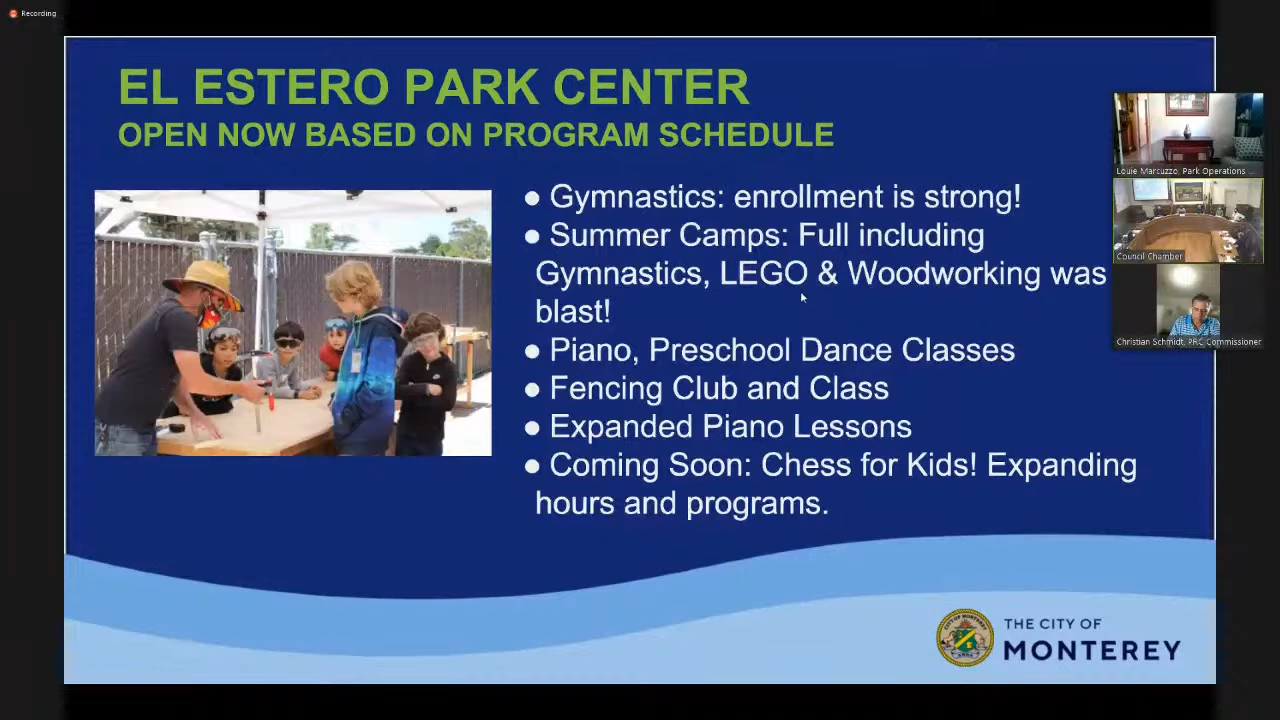 Recording
EL ESTERO PARK CENTER
OPEN NOW BASED ON PROGRAM SCHEDULE
● Gymnastics: enrollment is strong!
● Summer Camps: Full including
Gymnastics, LEGO & Woodworking was
blast!
● Piano, Preschool Dance Classes
● Fencing Club and Class
● Expanded Piano Lessons
● Coming Soon: Chess for Kids! Expanding
hours and programs.
Louie Marcuzzo, Park Operations ...
Council Chamber
Christian Schmidt, PRC Commissioner
THE CITY OF
MONTEREY